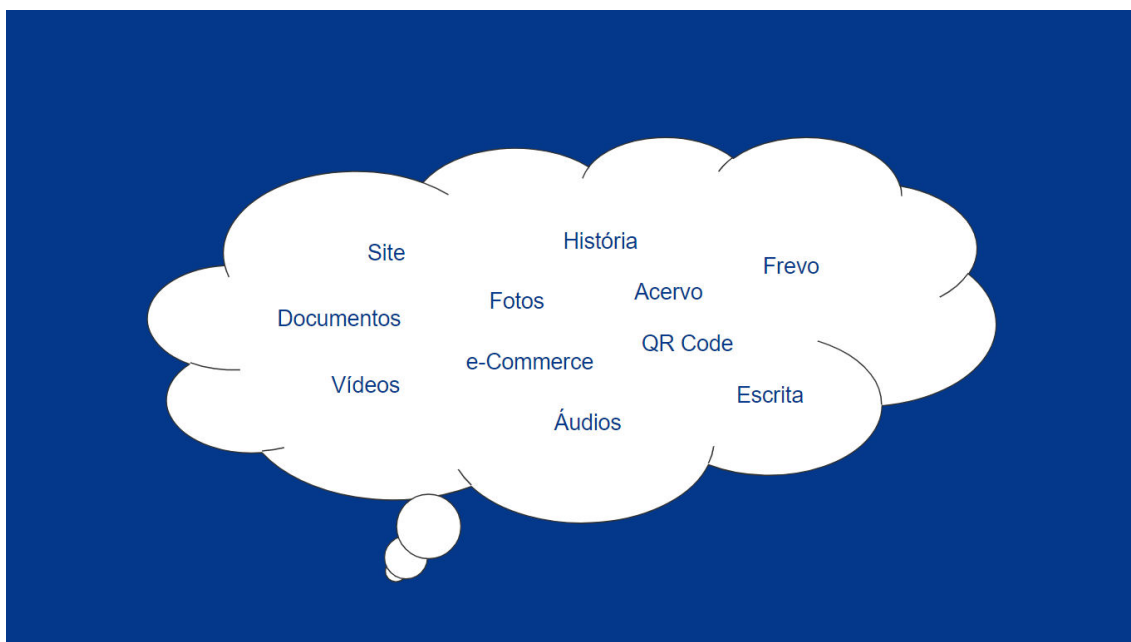 Site
História
Frevo
Documentos
Fotos
Acervo
e-Commerce
QR Code
Vídeos
Áudios
Escrita